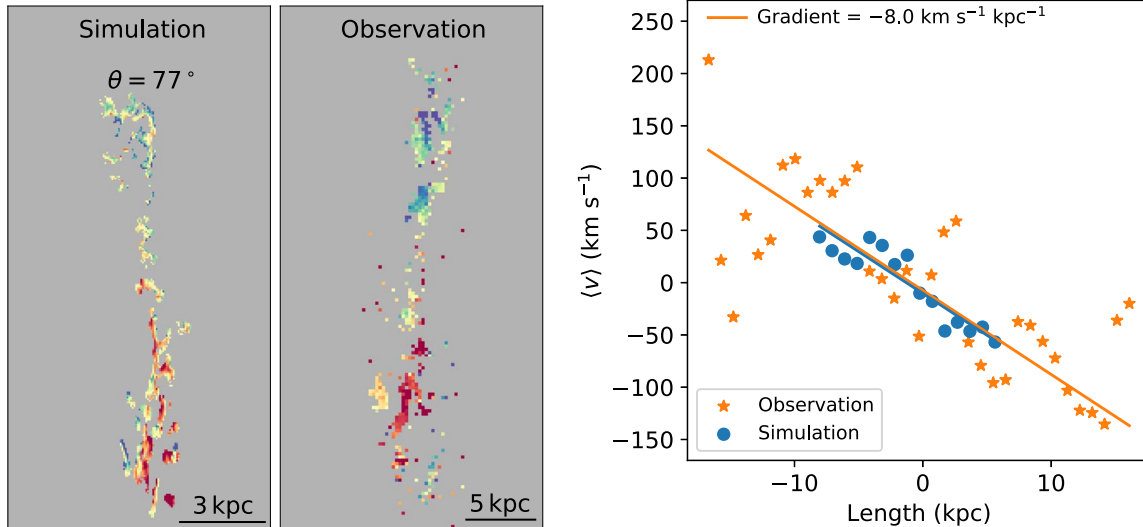 Simulation
θ = 77°
3 kpc
Observation
5 kpc
Gradient = −8.0 km s⁻¹ kpc⁻¹
⟨v⟩ (km s⁻¹)
250
200
150
100
50
0
−50
−100
−150
Observation
Simulation
−10
0
10
Length (kpc)